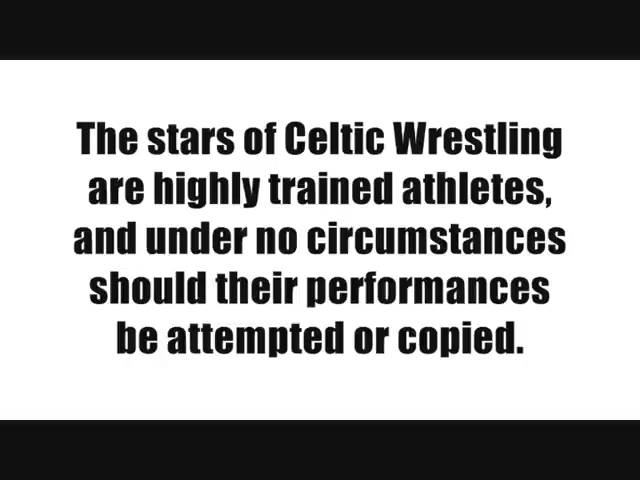 The stars of Celtic Wrestling
are highly trained athletes,
and under no circumstances
should their performances
be attempted or copied.